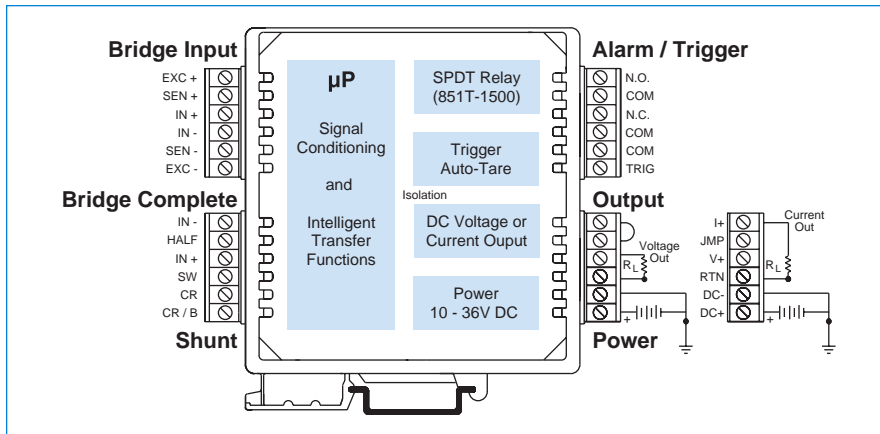 Bridge Input
EXC +
SEN +
IN +
IN -
SEN -
EXC -
Bridge Complete
IN -
HALF
IN +
SW
CR
CR / B
Shunt
µP
Signal
Conditioning
and
Intelligent
Transfer
Functions
SPDT Relay
(851T-1500)
Trigger
Auto-Tare
Isolation
DC Voltage or
Current Ouput
Power
10 - 36V DC
Alarm / Trigger
N.O.
COM
N.C.
COM
COM
TRIG
Output
Voltage
Out
RL
+
Power
I+
JMP
V+
RTN
DC-
DC+
Current
Out
RL
+